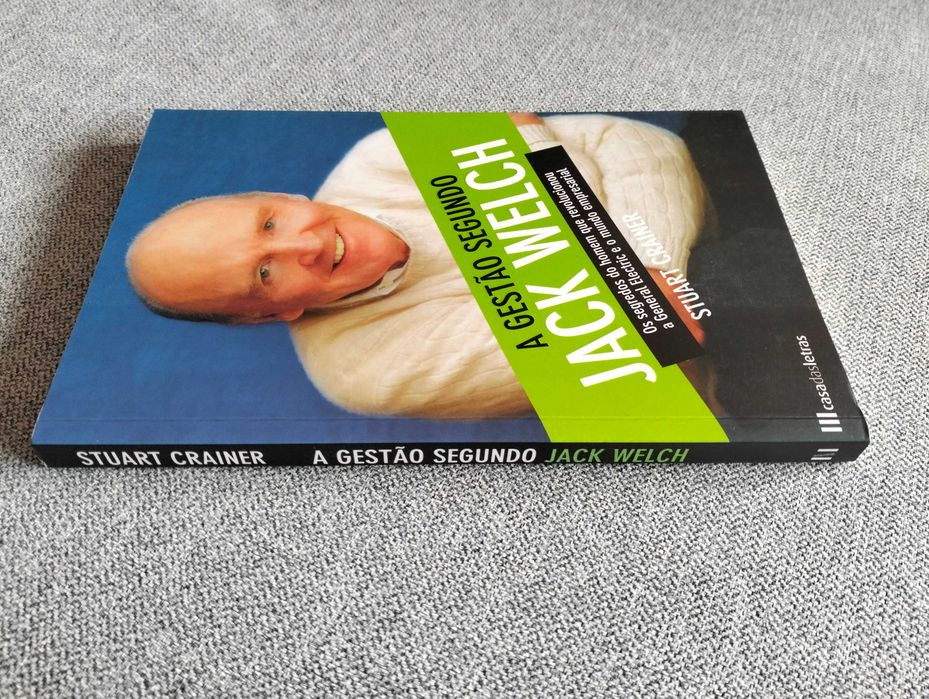 A GESTÃO SEGUNDO
JACK WELCH
Os segredos do homem que revolucionou
a General Electric e o mundo empresarial
STUART CRAINER
casadasletras
STUART CRAINER A GESTÃO SEGUNDO JACK WELCH